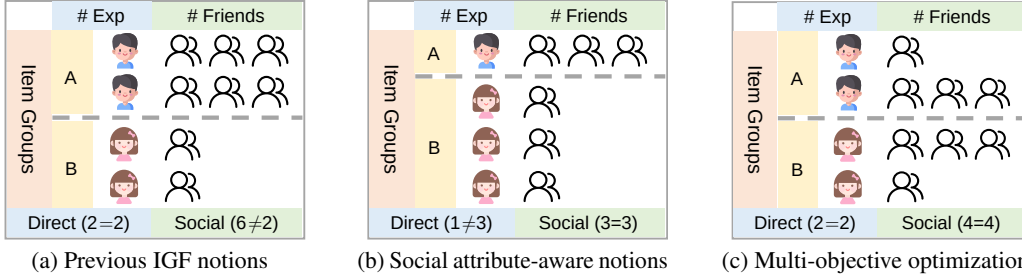 # Exp
# Friends
Item Groups
A
B
Direct (2=2)
Social (6≠2)
(a) Previous IGF notions
# Exp
# Friends
Item Groups
A
B
Direct (1≠3)
Social (3=3)
(b) Social attribute-aware notions
# Exp
# Friends
Item Groups
A
B
Direct (2=2)
Social (4=4)
(c) Multi-objective optimization